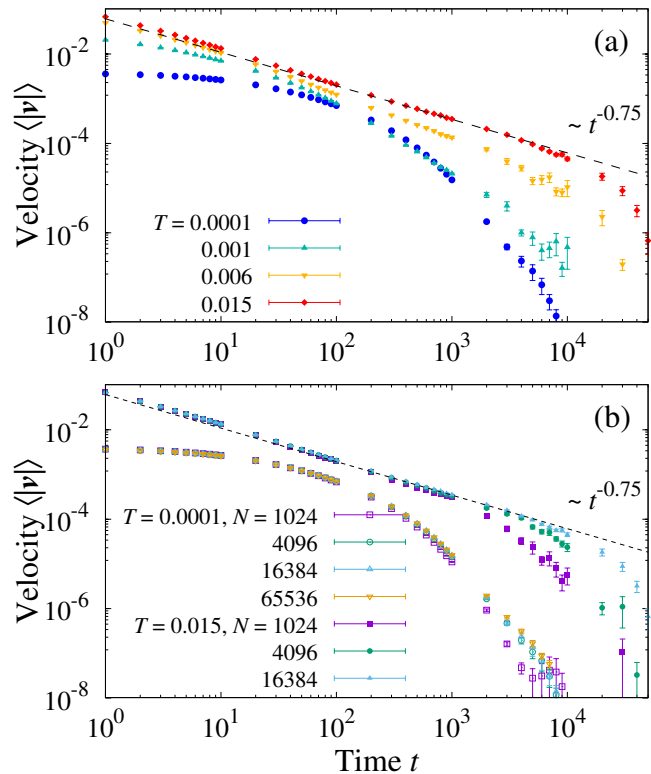 (a)
Velocity ⟨|v|⟩
10^-2
10^-4
10^-6
10^-8
~ t^-0.75
T = 0.0001
0.001
0.006
0.015
10^0 10^1 10^2 10^3 10^4
(b)
Velocity ⟨|v|⟩
10^-2
10^-4
10^-6
10^-8
~ t^-0.75
T = 0.0001, N = 1024
4096
16384
65536
T = 0.015, N = 1024
4096
16384
10^0 10^1 10^2 10^3 10^4
Time t